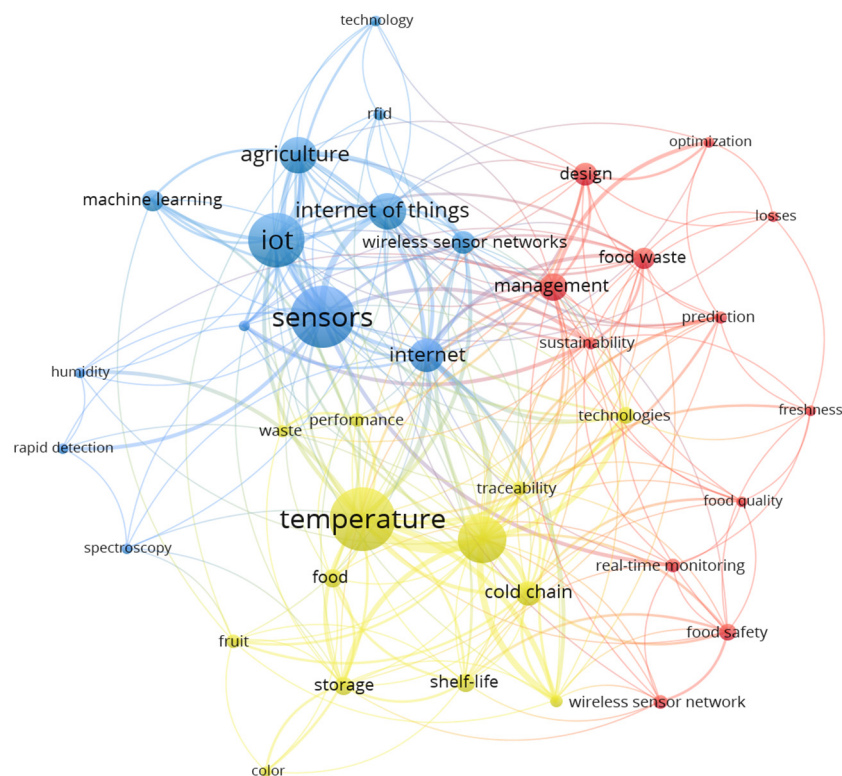 technology
rfid
optimization
agriculture
design
machine learning
internet of things
losses
iot
wireless sensor networks
food waste
management
sensors
prediction
sustainability
internet
humidity
freshness
technologies
performance
waste
rapid detection
traceability
food quality
temperature
spectroscopy
real-time monitoring
food
cold chain
food safety
fruit
shelf-life
storage
wireless sensor network
color